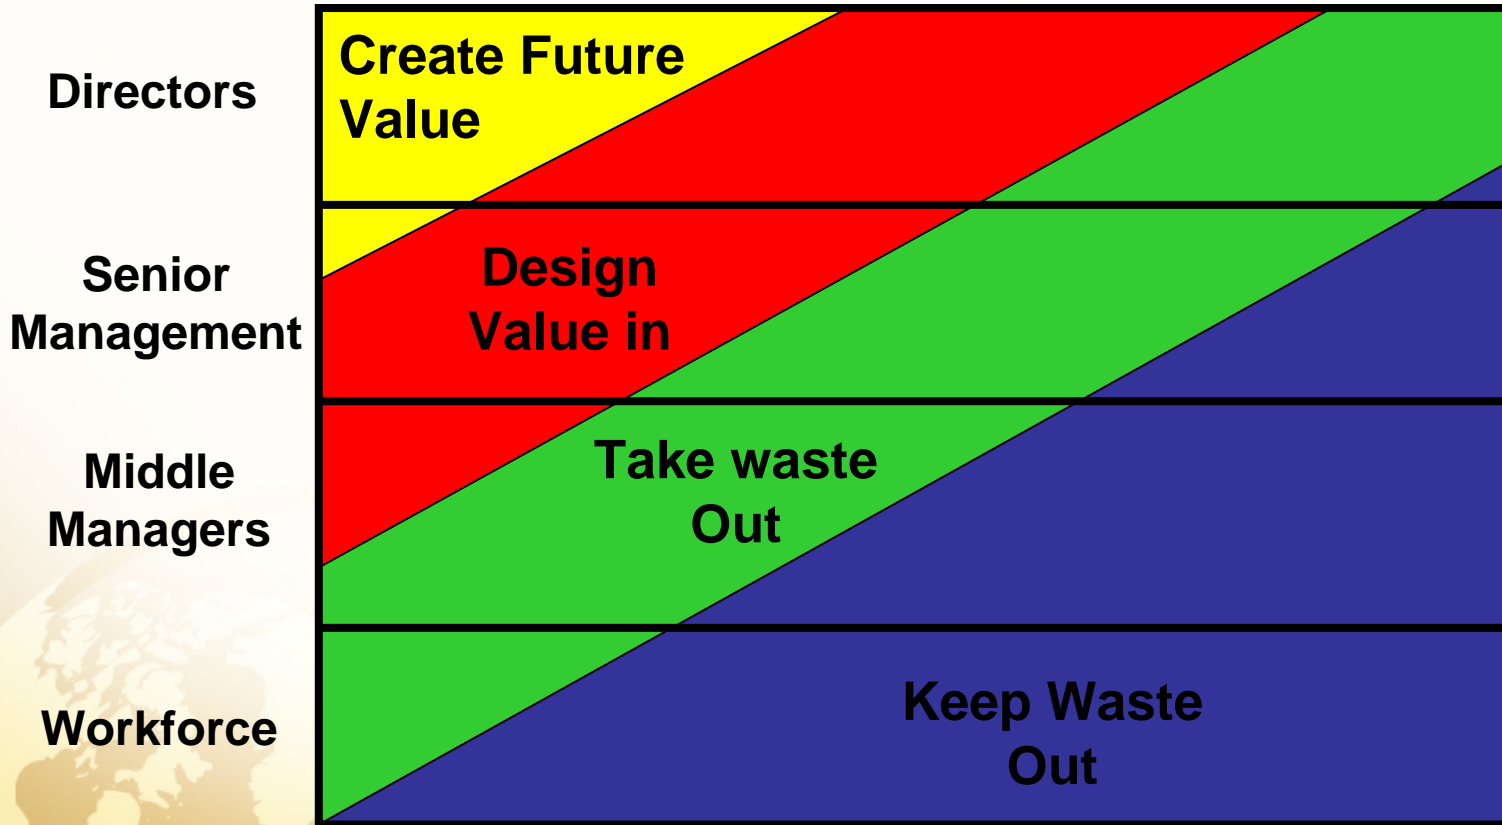 Directors
Create Future
Value
Senior
Management
Design
Value in
Middle
Managers
Take waste
Out
Workforce
Keep Waste
Out